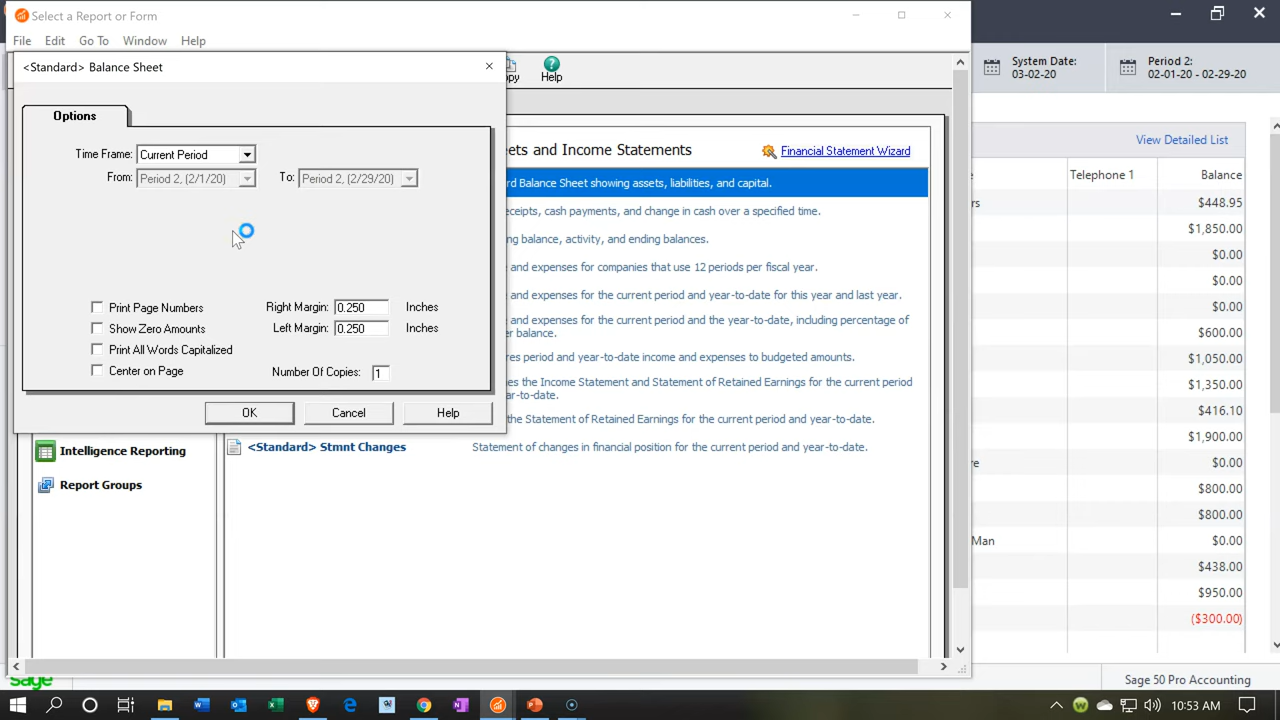 Select a Report or Form
File Edit Go To Window Help
System Date:
03-02-20
Period 2:
02-01-20 - 02-29-20
<Standard> Balance Sheet
Help
Options
Time Frame: Current Period
From: Period 2, (2/1/20) To: Period 2, (2/29/20)
Print Page Numbers
Show Zero Amounts
Print All Words Capitalized
Center on Page
Right Margin: 0.250 Inches
Left Margin: 0.250 Inches
Number Of Copies: 1
OK Cancel Help
and Income Statements
Financial Statement Wizard
Balance Sheet showing assets, liabilities, and capital.
cash payments, and change in cash over a specified time.
balance, activity, and ending balances.
and expenses for companies that use 12 periods per fiscal year.
and expenses for the current period and year-to-date for this year and last year.
and expenses for the current period and the year-to-date, including percentage of
balance.
period and year-to-date income and expenses to budgeted amounts.
the Income Statement and Statement of Retained Earnings for the current period
the Statement of Retained Earnings for the current period and year-to-date.
<Standard> Stmnt Changes Statement of changes in financial position for the current period and year-to-date.
Intelligence Reporting
Report Groups
View Detailed List
Telephone 1 Balance
$448.95
$1,850.00
$0.00
$0.00
$0.00
$600.00
$1,050.00
$1,350.00
$416.10
$1,900.00
$0.00
$800.00
$800.00
Man $0.00
$438.00
$950.00
($300.00)
sage
Sage 50 Pro Accounting
10:53 AM